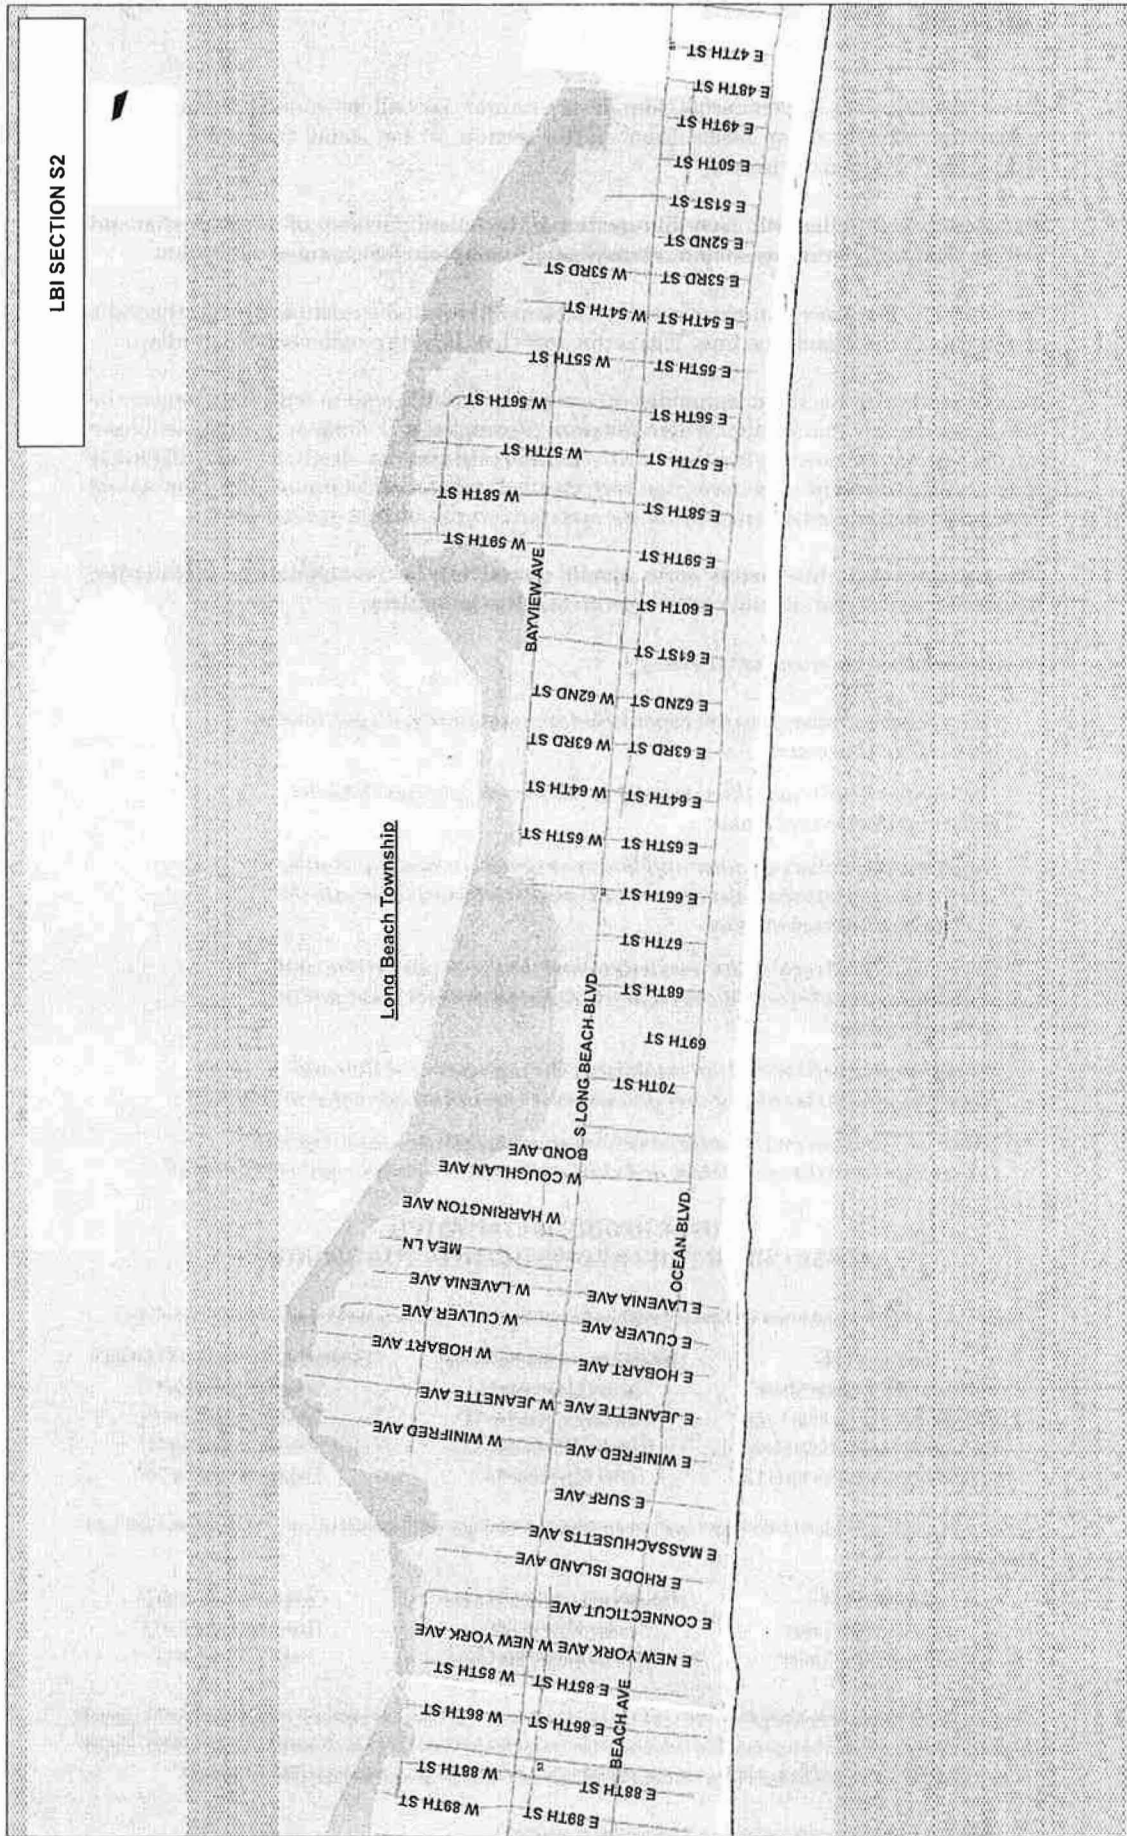 LBI SECTION S2
E 47TH ST
E 48TH ST
E 49TH ST
E 50TH ST
E 51ST ST
E 52ND ST
W 53RD ST
E 53RD ST
W 54TH ST
E 54TH ST
W 55TH ST
E 55TH ST
W 56TH ST
E 56TH ST
W 57TH ST
E 57TH ST
W 58TH ST
E 58TH ST
W 59TH ST
E 59TH ST
BAYVIEW AVE
E 60TH ST
E 61ST ST
W 62ND ST
E 62ND ST
W 63RD ST
E 63RD ST
W 64TH ST
E 64TH ST
W 65TH ST
E 65TH ST
Long Beach Township
E 66TH ST
67TH ST
68TH ST
69TH ST
S LONG BEACH BLVD
70TH ST
BOND AVE
W COUGHLAN AVE
W HARRINGTON AVE
MEA LN
OCEAN BLVD
W LAVENIA AVE
E LAVENIA AVE
W CULVER AVE
E CULVER AVE
W HOBART AVE
E HOBART AVE
W JEANETTE AVE
E JEANETTE AVE
W WINIFRED AVE
E WINIFRED AVE
E SURF AVE
E MASSACHUSETTS AVE
E RHODE ISLAND AVE
E CONNECTICUT AVE
W NEW YORK AVE
E NEW YORK AVE
W 85TH ST
E 85TH ST
W 86TH ST
E 86TH ST
BEACH AVE
W 88TH ST
E 88TH ST
W 89TH ST
E 89TH ST